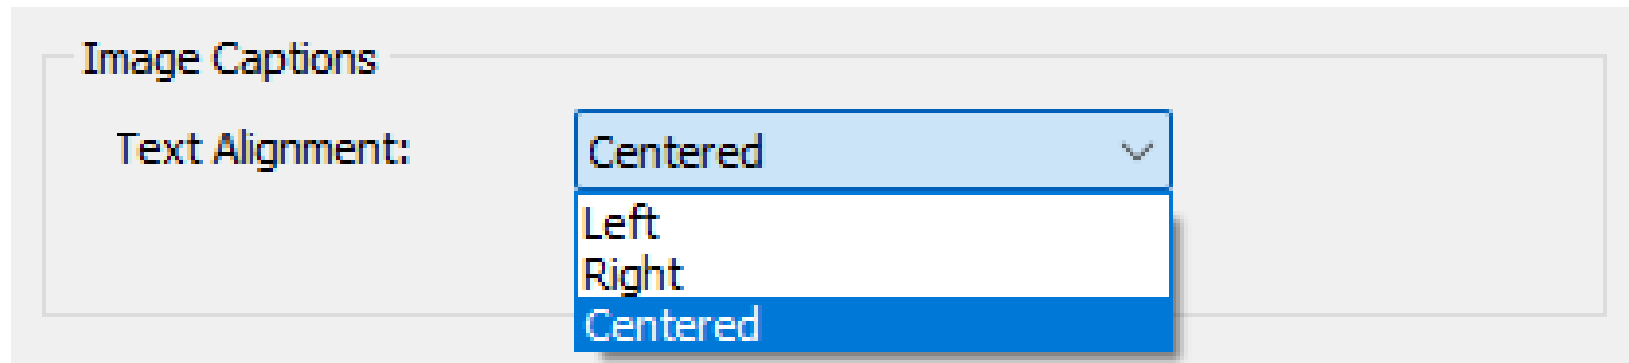 Image Captions
Text Alignment:
Centered
Left
Right
Centered